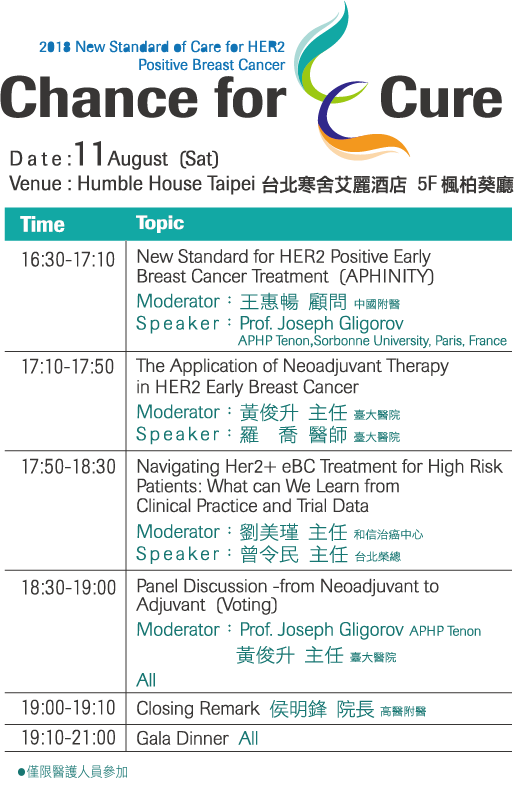 2018 New Standard of Care for HER2
Positive Breast Cancer
Chance for Cure
Date:11August (Sat)
Venue : Humble House Taipei 台北寒舍艾麗酒店 5F楓柏葵廳
Time Topic
16:30-17:10 New Standard for HER2 Positive Early
Breast Cancer Treatment (APHINITY)
Moderator：王惠暢 顧問 中國附醫
Speaker：Prof. Joseph Gligorov
APHP Tenon,Sorbonne University, Paris, France
17:10-17:50 The Application of Neoadjuvant Therapy
in HER2 Early Breast Cancer
Moderator：黃俊升 主任 臺大醫院
Speaker：羅 喬 醫師 臺大醫院
17:50-18:30 Navigating Her2+ eBC Treatment for High Risk
Patients: What can We Learn from
Clinical Practice and Trial Data
Moderator：劉美瑾 主任 和信治癌中心
Speaker：曾令民 主任 台北榮總
18:30-19:00 Panel Discussion -from Neoadjuvant to
Adjuvant (Voting)
Moderator：Prof. Joseph Gligorov APHP Tenon
黃俊升 主任 臺大醫院
All
19:00-19:10 Closing Remark 侯明鋒 院長 高醫附醫
19:10-21:00 Gala Dinner All
●僅限醫護人員參加